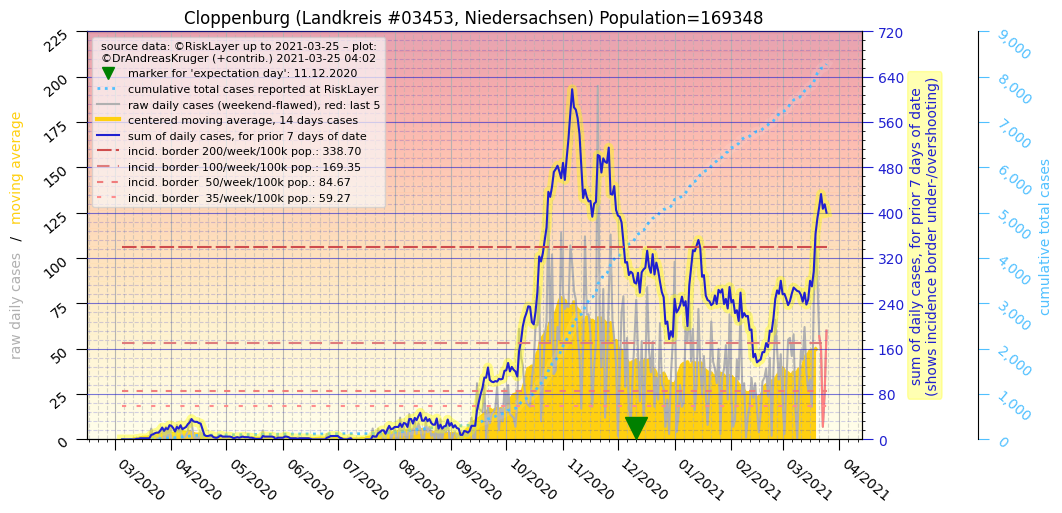 Cloppenburg (Landkreis #03453, Niedersachsen) Population=169348
source data: ©RiskLayer up to 2021-03-25 – plot:
©DrAndreasKruger (+contrib.) 2021-03-25 04:02
marker for 'expectation day': 11.12.2020
cumulative total cases reported at RiskLayer
raw daily cases (weekend-flawed), red: last 5
centered moving average, 14 days cases
sum of daily cases, for prior 7 days of date
incid. border 200/week/100k pop.: 338.70
incid. border 100/week/100k pop.: 169.35
incid. border  50/week/100k pop.: 84.67
incid. border  35/week/100k pop.: 59.27
raw daily cases  /  moving average
225
200
175
150
125
100
75
50
25
0
03/2020
04/2020
05/2020
06/2020
07/2020
08/2020
09/2020
10/2020
11/2020
12/2020
01/2021
02/2021
03/2021
04/2021
720
640
560
480
400
320
240
160
80
0
sum of daily cases, for prior 7 days of date
(shows incidence border under-/overshooting)
9,000
8,000
7,000
6,000
5,000
4,000
3,000
2,000
1,000
0
cumulative total cases